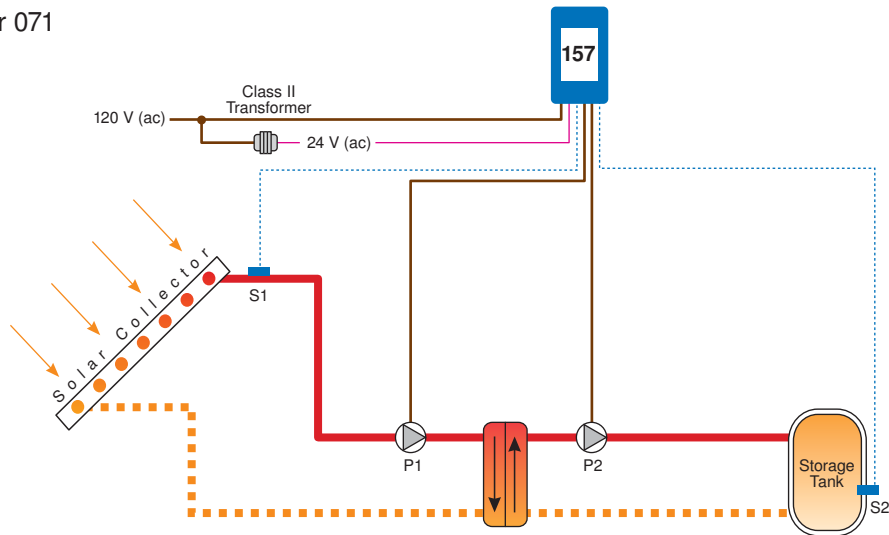 r 071
157
Class II
Transformer
120 V (ac)
24 V (ac)
Solar Collector
S1
P1
P2
Storage
Tank
S2